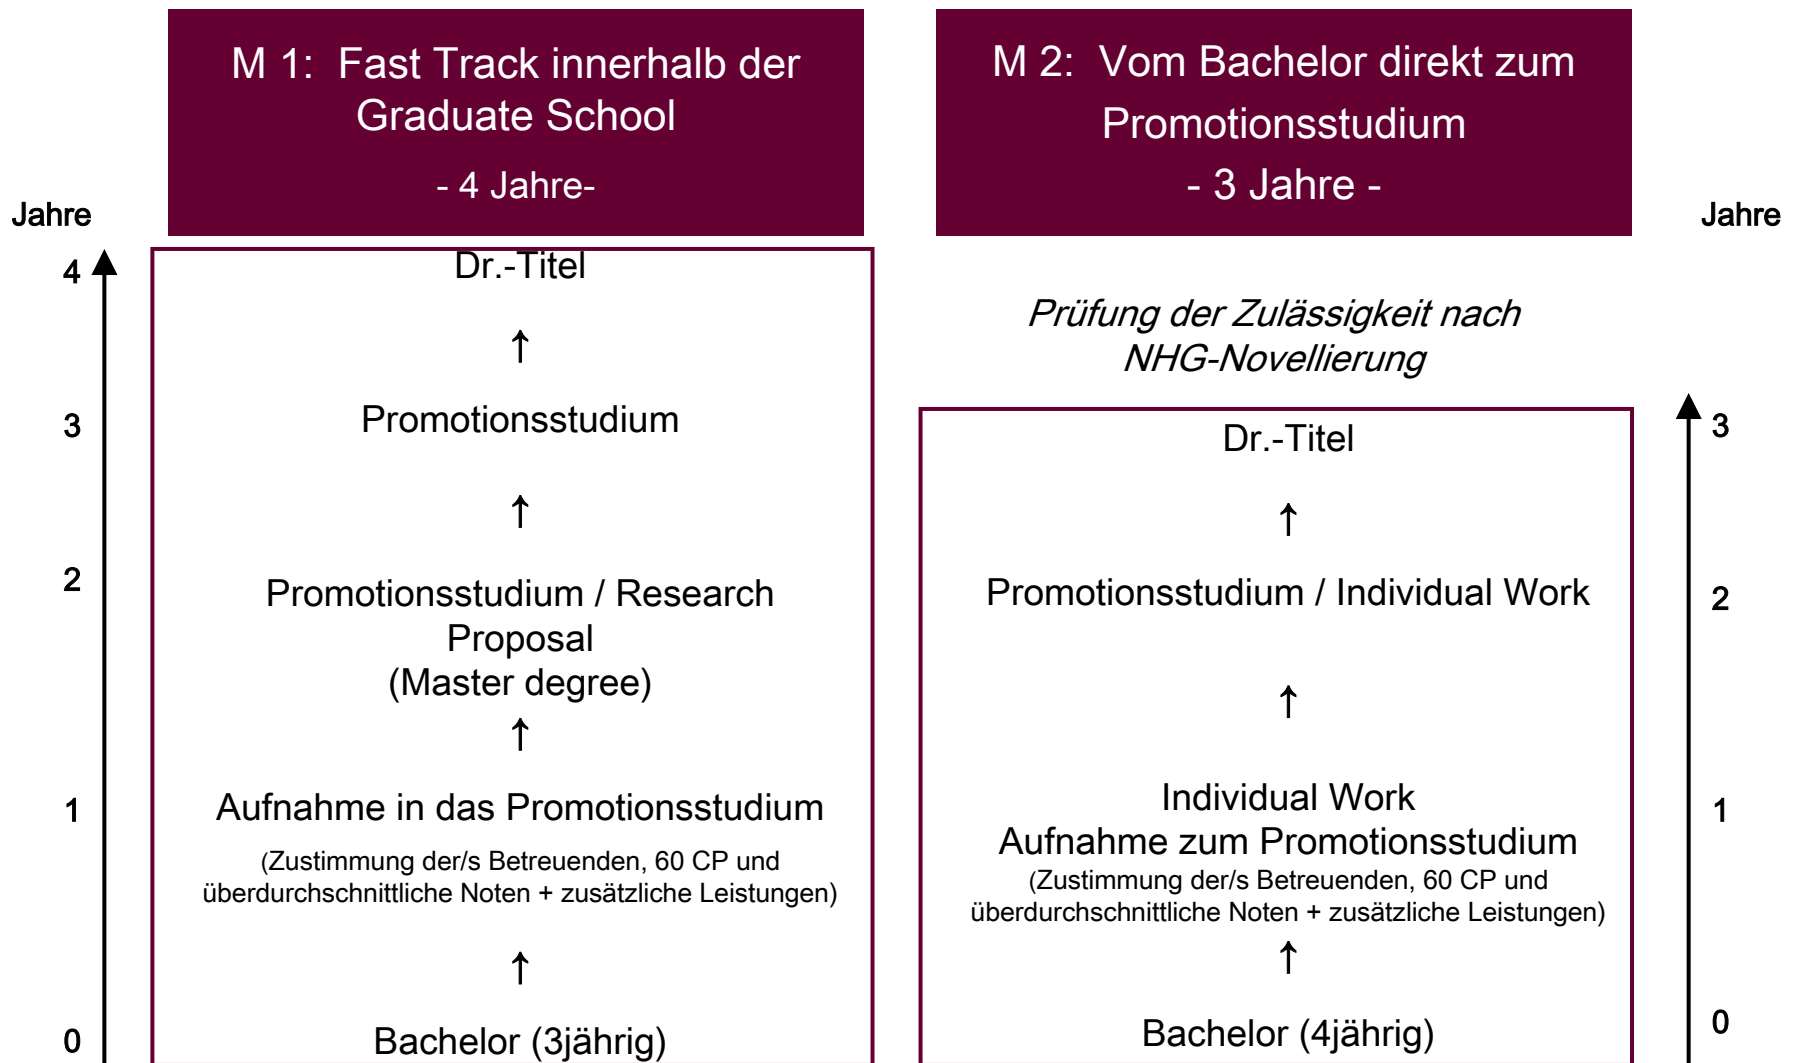 M 1:  Fast Track innerhalb der
Graduate School
- 4 Jahre-
M 2:  Vom Bachelor direkt zum
Promotionsstudium
- 3 Jahre -
Jahre
4
3
2
1
0
Dr.-Titel
↑
Promotionsstudium
↑
Promotionsstudium / Research
Proposal
(Master degree)
↑
Aufnahme in das Promotionsstudium
(Zustimmung der/s Betreuenden, 60 CP und
überdurchschnittliche Noten + zusätzliche Leistungen)
↑
Bachelor (3jährig)
Prüfung der Zulässigkeit nach
NHG-Novellierung
Dr.-Titel
↑
Promotionsstudium / Individual Work
↑
Individual Work
Aufnahme zum Promotionsstudium
(Zustimmung der/s Betreuenden, 60 CP und
überdurchschnittliche Noten + zusätzliche Leistungen)
↑
Bachelor (4jährig)
Jahre
3
2
1
0